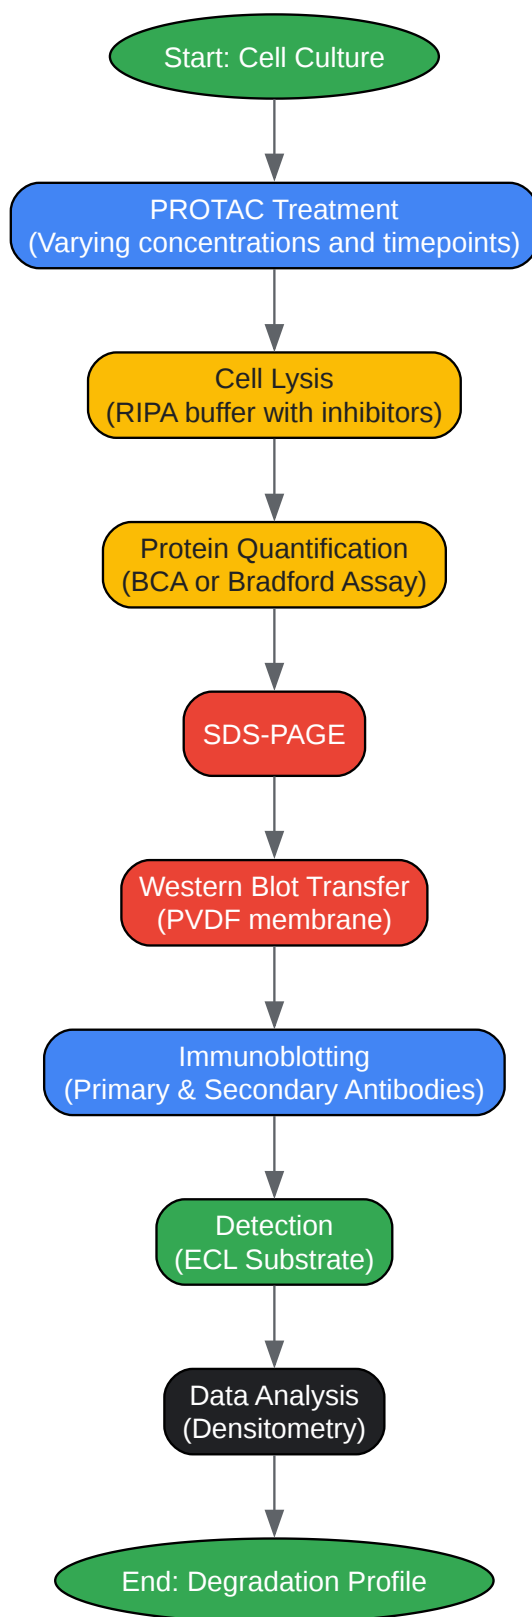 Start: Cell Culture
PROTAC Treatment
(Varying concentrations and timepoints)
Cell Lysis
(RIPA buffer with inhibitors)
Protein Quantification
(BCA or Bradford Assay)
SDS-PAGE
Western Blot Transfer
(PVDF membrane)
Immunoblotting
(Primary & Secondary Antibodies)
Detection
(ECL Substrate)
Data Analysis
(Densitometry)
End: Degradation Profile